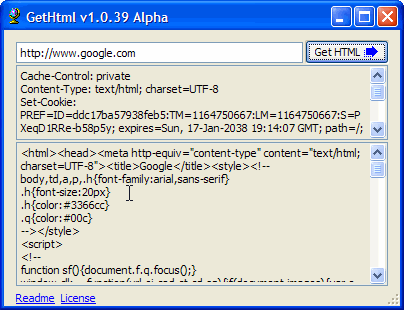 GetHtml v1.0.39 Alpha
http://www.google.com
Get HTML
Cache-Control: private
Content-Type: text/html; charset=UTF-8
Set-Cookie:
PREF=ID=ddc17ba57938feb5:TM=1164750667:LM=1164750667:S=P
XeqD1RRe-b58p5y; expires=Sun, 17-Jan-2038 19:14:07 GMT; path=/;
<html><head><meta http-equiv="content-type" content="text/html;
charset=UTF-8"><title>Google</title><style><!--
body,td,a,p,.h{font-family:arial,sans-serif}
.h{font-size:20px}
.h{color:#3366cc}
.q{color:#00c}
--></style>
<script>
<!--
function sf(){document.f.q.focus();}
Readme License